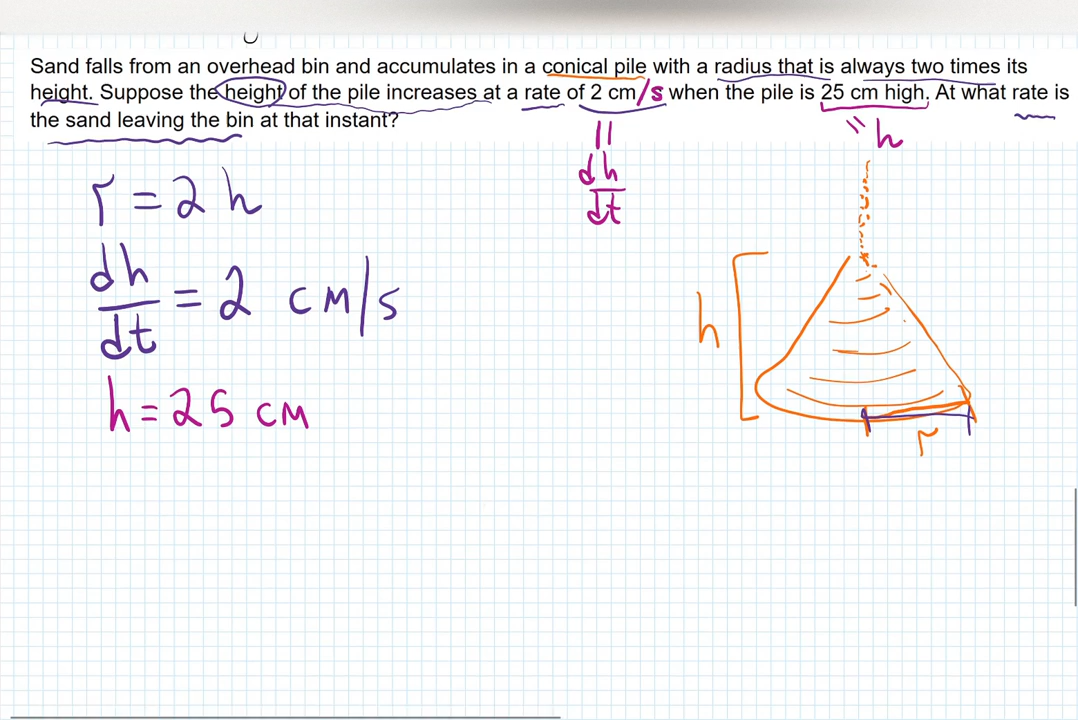 Sand falls from an overhead bin and accumulates in a conical pile with a radius that is always two times its
height. Suppose the height of the pile increases at a rate of 2 cm/s when the pile is 25 cm high. At what rate is
the sand leaving the bin at that instant?
= h
=
dh/dt
r = 2 h
dh/dt = 2 cm/s
h
h = 25 cm
r